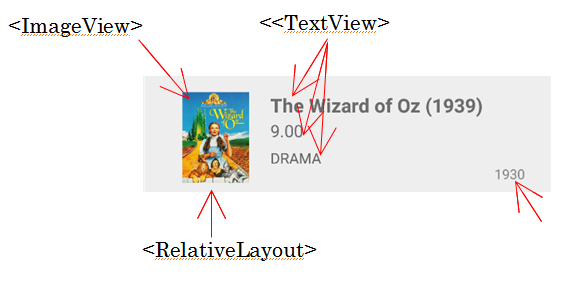 <ImageView>
<<TextView>
The Wizard of Oz (1939)
9.00
DRAMA
1930
<RelativeLayout>